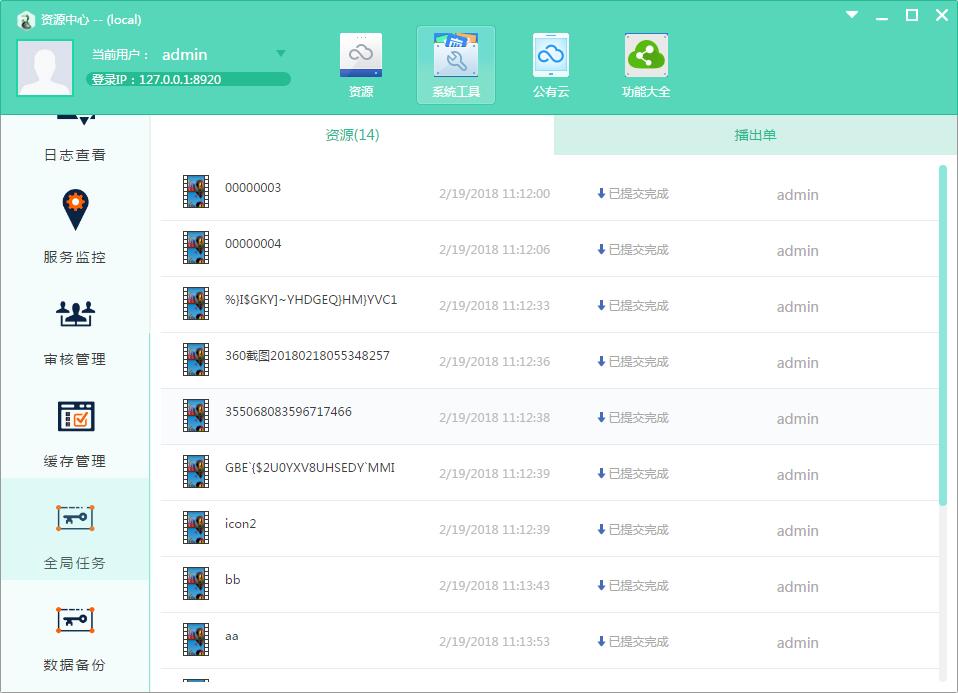 资源中心 -- (local)
当前用户： admin
登录IP：127.0.0.1:8920
资源
系统工具
公有云
功能大全
日志查看
服务监控
审核管理
缓存管理
全局任务
数据备份
资源(14)
播出单
00000003 2/19/2018 11:12:00 已提交完成 admin
00000004 2/19/2018 11:12:06 已提交完成 admin
%}I$GKY]~YHDGEQ}HM}YVC1 2/19/2018 11:12:33 已提交完成 admin
360截图20180218055348257 2/19/2018 11:12:36 已提交完成 admin
355068083596717466 2/19/2018 11:12:38 已提交完成 admin
GBE`{$2U0YXV8UHSEDY`MMI 2/19/2018 11:12:39 已提交完成 admin
icon2 2/19/2018 11:12:39 已提交完成 admin
bb 2/19/2018 11:13:43 已提交完成 admin
aa 2/19/2018 11:13:53 已提交完成 admin